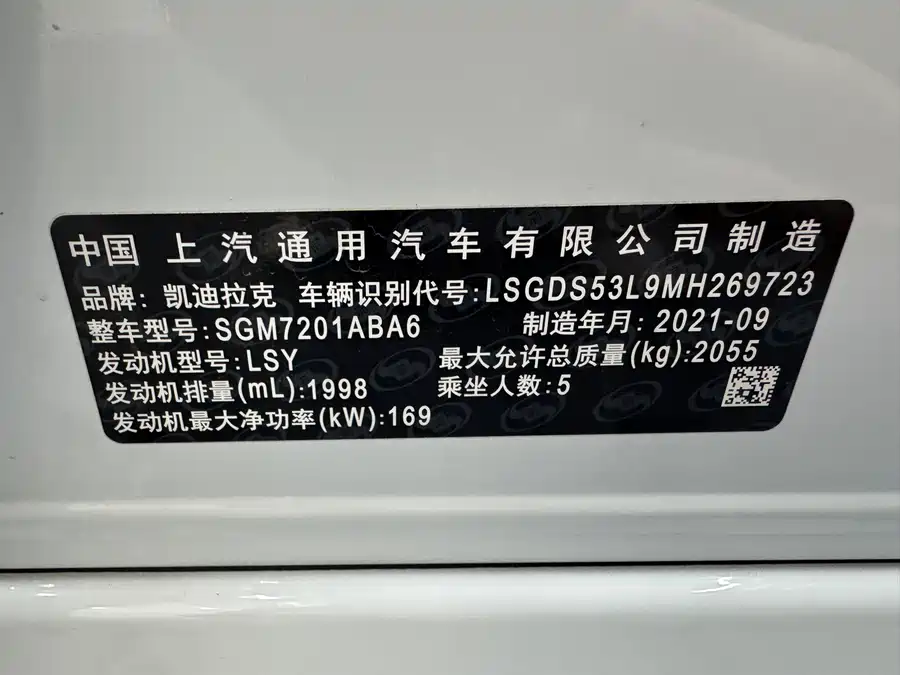 中国 上汽通用汽车有限公司制造
品牌: 凯迪拉克 车辆识别代号:LSGDS53L9MH269723
整车型号:SGM7201ABA6 制造年月: 2021-09
发动机型号:LSY 最大允许总质量(kg):2055
发动机排量(mL):1998 乘坐人数:5
发动机最大净功率(kW):169